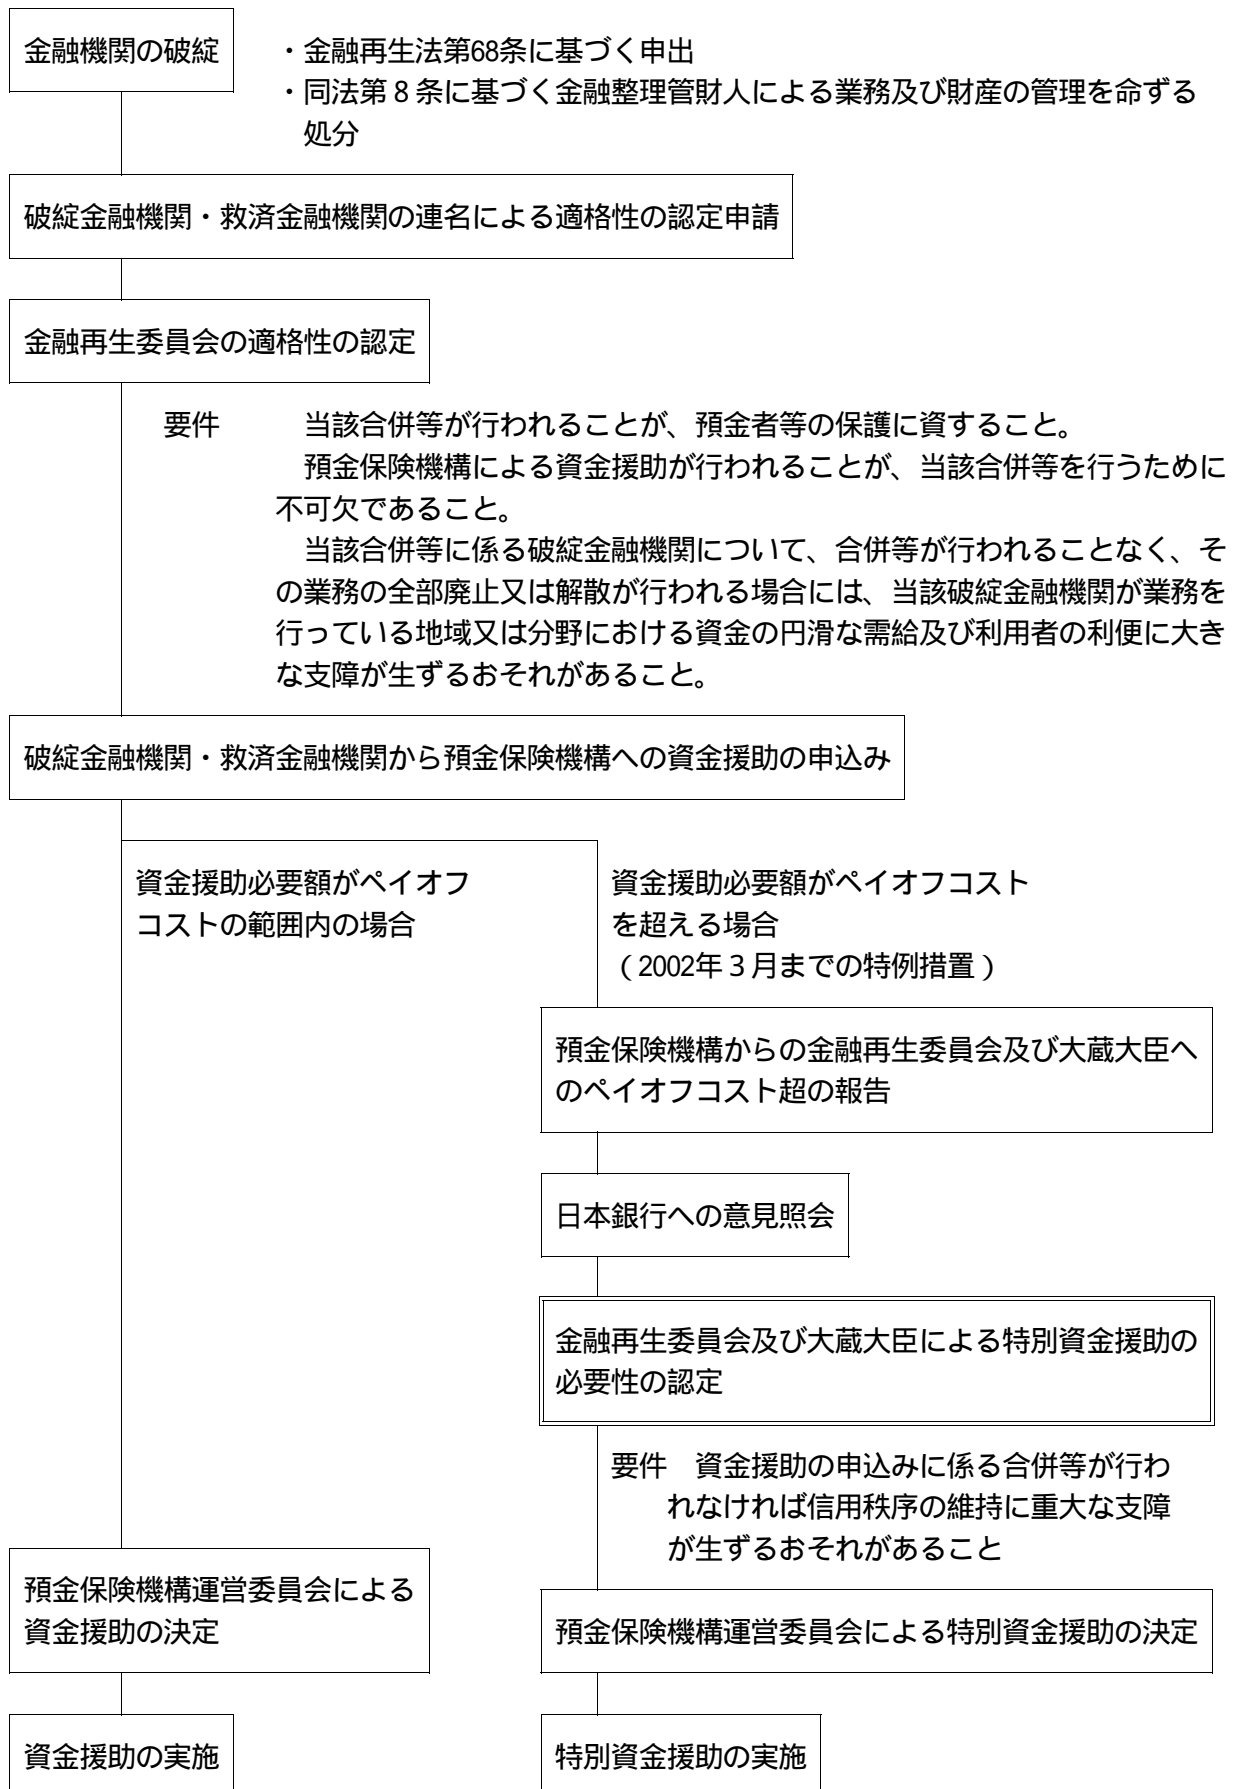 金融機関の破綻
・金融再生法第68条に基づく申出
・同法第８条に基づく金融整理管財人による業務及び財産の管理を命ずる
処分
破綻金融機関・救済金融機関の連名による適格性の認定申請
金融再生委員会の適格性の認定
要件　　　当該合併等が行われることが、預金者等の保護に資すること。
預金保険機構による資金援助が行われることが、当該合併等を行うために
不可欠であること。
当該合併等に係る破綻金融機関について、合併等が行われることなく、そ
の業務の全部廃止又は解散が行われる場合には、当該破綻金融機関が業務を
行っている地域又は分野における資金の円滑な需給及び利用者の利便に大き
な支障が生ずるおそれがあること。
破綻金融機関・救済金融機関から預金保険機構への資金援助の申込み
資金援助必要額がペイオフ
コストの範囲内の場合
資金援助必要額がペイオフコスト
を超える場合
（2002年３月までの特例措置）
預金保険機構からの金融再生委員会及び大蔵大臣へ
のペイオフコスト超の報告
日本銀行への意見照会
金融再生委員会及び大蔵大臣による特別資金援助の
必要性の認定
要件　資金援助の申込みに係る合併等が行わ
れなければ信用秩序の維持に重大な支障
が生ずるおそれがあること
預金保険機構運営委員会による
資金援助の決定
預金保険機構運営委員会による特別資金援助の決定
資金援助の実施
特別資金援助の実施